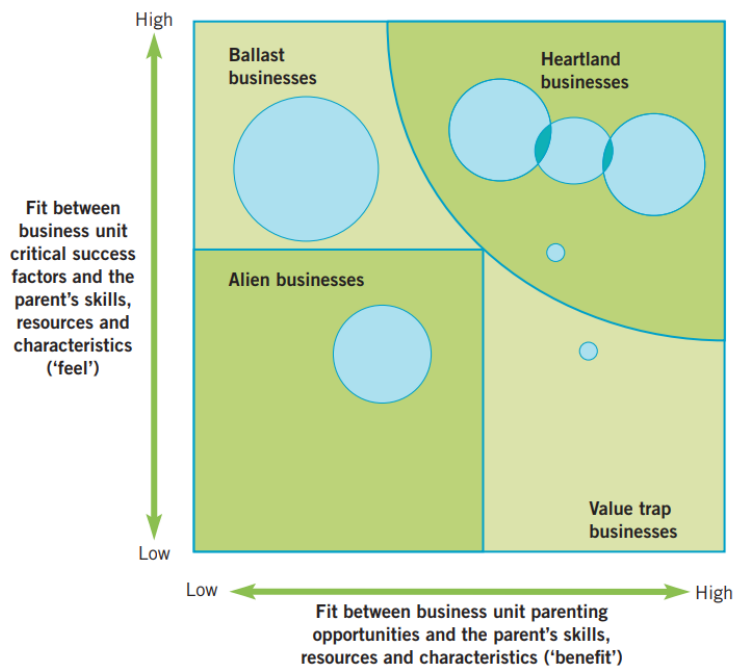 High
Ballast
businesses
Heartland
businesses
Fit between
business unit
critical success
factors and the
parent’s skills,
resources and
characteristics
(‘feel’)
Alien businesses
Value trap
businesses
Low
Low
High
Fit between business unit parenting
opportunities and the parent’s skills,
resources and characteristics (‘benefit’)